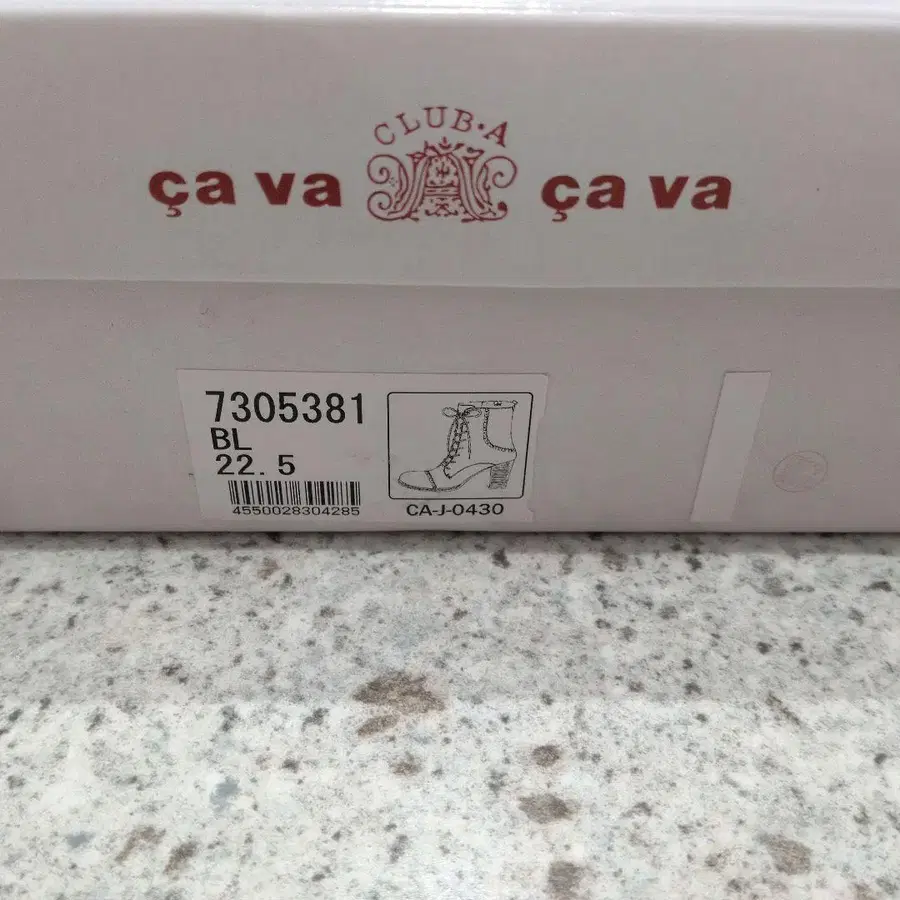 CLUB·A
ça va ça va
7305381
BL
22.5
4550028304285
CA-J-0430